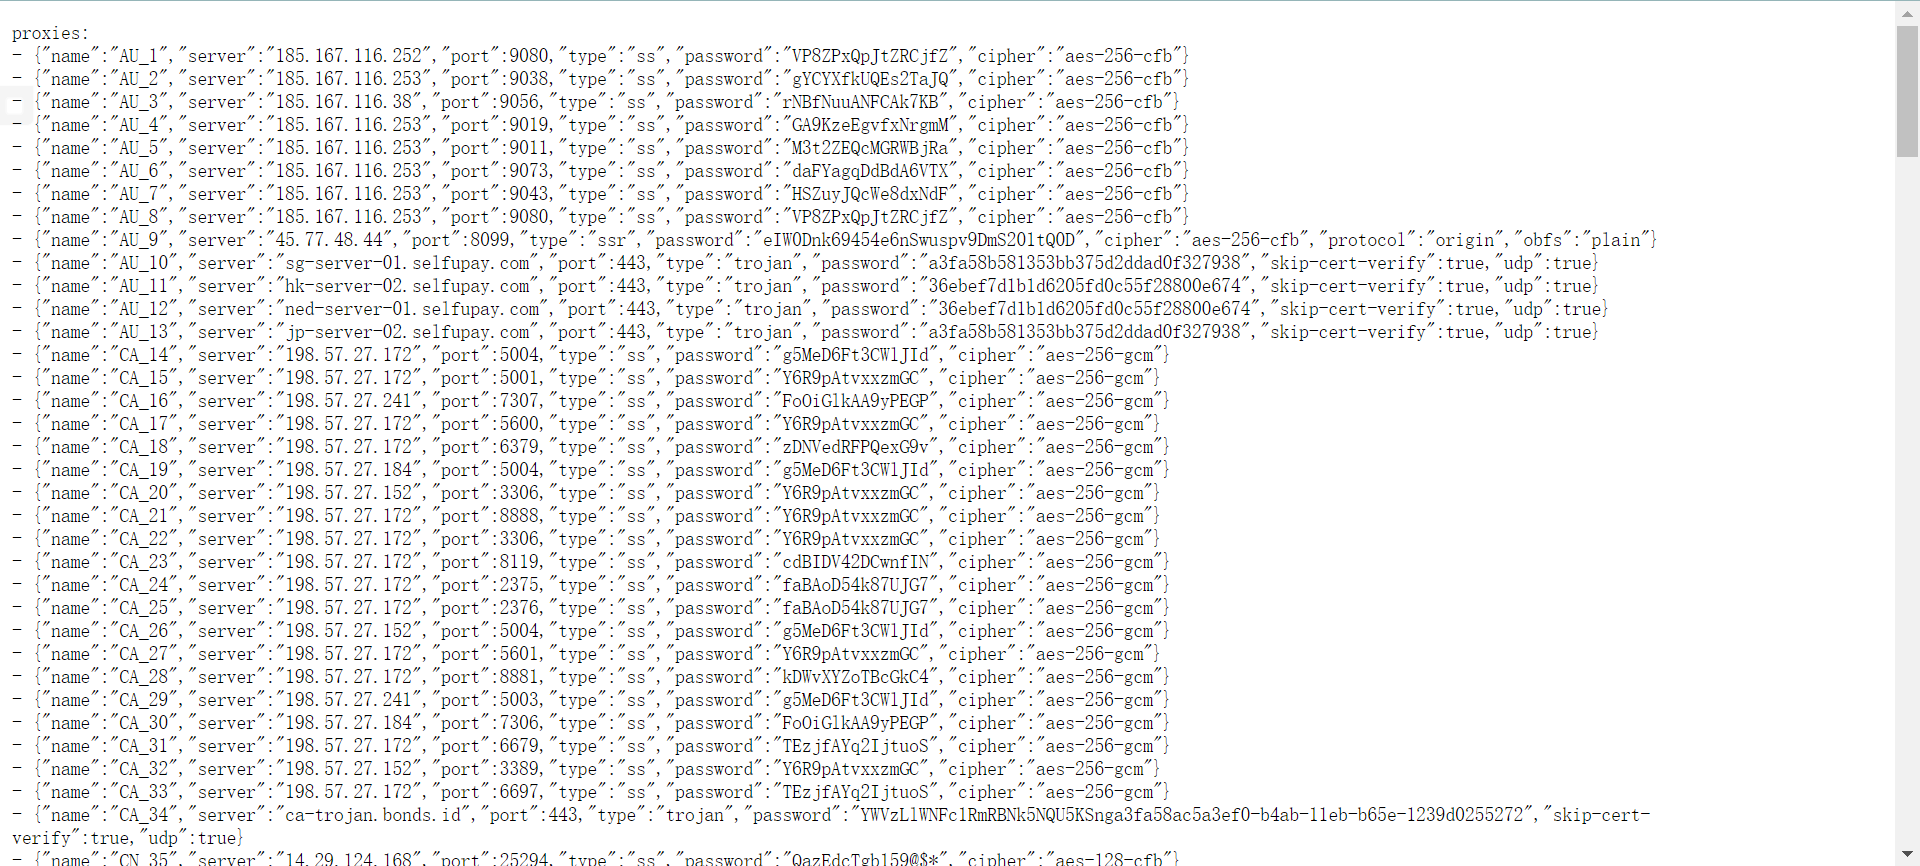 proxies:
- {"name":"AU_1","server":"185.167.116.252","port":9080,"type":"ss","password":"VP8ZPxQpJtZRCjfZ","cipher":"aes-256-cfb"}
- {"name":"AU_2","server":"185.167.116.253","port":9038,"type":"ss","password":"gYCYXfkUQEs2TaJQ","cipher":"aes-256-cfb"}
- {"name":"AU_3","server":"185.167.116.38","port":9056,"type":"ss","password":"rNBfNuuANFCAk7KB","cipher":"aes-256-cfb"}
- {"name":"AU_4","server":"185.167.116.253","port":9019,"type":"ss","password":"GA9KzeEgvfxNrgmM","cipher":"aes-256-cfb"}
- {"name":"AU_5","server":"185.167.116.253","port":9011,"type":"ss","password":"M3t2ZEQcMGRWBjRa","cipher":"aes-256-cfb"}
- {"name":"AU_6","server":"185.167.116.253","port":9073,"type":"ss","password":"daFYagqDdBdA6VTX","cipher":"aes-256-cfb"}
- {"name":"AU_7","server":"185.167.116.253","port":9043,"type":"ss","password":"HSZuyJQcWe8dxNdF","cipher":"aes-256-cfb"}
- {"name":"AU_8","server":"185.167.116.253","port":9080,"type":"ss","password":"VP8ZPxQpJtZRCjfZ","cipher":"aes-256-cfb"}
- {"name":"AU_9","server":"45.77.48.44","port":8099,"type":"ssr","password":"eIW0Dnk69454e6nSwuspv9DmS201tQ0D","cipher":"aes-256-cfb","protocol":"origin","obfs":"plain"}
- {"name":"AU_10","server":"sg-server-01.selfupay.com","port":443,"type":"trojan","password":"a3fa58b581353bb375d2ddad0f327938","skip-cert-verify":true,"udp":true}
- {"name":"AU_11","server":"hk-server-02.selfupay.com","port":443,"type":"trojan","password":"36ebef7d1b1d6205fd0c55f28800e674","skip-cert-verify":true,"udp":true}
- {"name":"AU_12","server":"ned-server-01.selfupay.com","port":443,"type":"trojan","password":"36ebef7d1b1d6205fd0c55f28800e674","skip-cert-verify":true,"udp":true}
- {"name":"AU_13","server":"jp-server-02.selfupay.com","port":443,"type":"trojan","password":"a3fa58b581353bb375d2ddad0f327938","skip-cert-verify":true,"udp":true}
- {"name":"CA_14","server":"198.57.27.172","port":5004,"type":"ss","password":"g5MeD6Ft3CWlJId","cipher":"aes-256-gcm"}
- {"name":"CA_15","server":"198.57.27.172","port":5001,"type":"ss","password":"Y6R9pAtvxxzmGC","cipher":"aes-256-gcm"}
- {"name":"CA_16","server":"198.57.27.241","port":7307,"type":"ss","password":"FoOiGlkAA9yPEGP","cipher":"aes-256-gcm"}
- {"name":"CA_17","server":"198.57.27.172","port":5600,"type":"ss","password":"Y6R9pAtvxxzmGC","cipher":"aes-256-gcm"}
- {"name":"CA_18","server":"198.57.27.172","port":6379,"type":"ss","password":"zDNVedRFPQexG9v","cipher":"aes-256-gcm"}
- {"name":"CA_19","server":"198.57.27.184","port":5004,"type":"ss","password":"g5MeD6Ft3CWlJId","cipher":"aes-256-gcm"}
- {"name":"CA_20","server":"198.57.27.152","port":3306,"type":"ss","password":"Y6R9pAtvxxzmGC","cipher":"aes-256-gcm"}
- {"name":"CA_21","server":"198.57.27.172","port":8888,"type":"ss","password":"Y6R9pAtvxxzmGC","cipher":"aes-256-gcm"}
- {"name":"CA_22","server":"198.57.27.172","port":3306,"type":"ss","password":"Y6R9pAtvxxzmGC","cipher":"aes-256-gcm"}
- {"name":"CA_23","server":"198.57.27.172","port":8119,"type":"ss","password":"cdBIDV42DCwnfIN","cipher":"aes-256-gcm"}
- {"name":"CA_24","server":"198.57.27.172","port":2375,"type":"ss","password":"faBAoD54k87UJG7","cipher":"aes-256-gcm"}
- {"name":"CA_25","server":"198.57.27.172","port":2376,"type":"ss","password":"faBAoD54k87UJG7","cipher":"aes-256-gcm"}
- {"name":"CA_26","server":"198.57.27.152","port":5004,"type":"ss","password":"g5MeD6Ft3CWlJId","cipher":"aes-256-gcm"}
- {"name":"CA_27","server":"198.57.27.172","port":5601,"type":"ss","password":"Y6R9pAtvxxzmGC","cipher":"aes-256-gcm"}
- {"name":"CA_28","server":"198.57.27.172","port":8881,"type":"ss","password":"kDWvXYZoTBcGkC4","cipher":"aes-256-gcm"}
- {"name":"CA_29","server":"198.57.27.241","port":5003,"type":"ss","password":"g5MeD6Ft3CWlJId","cipher":"aes-256-gcm"}
- {"name":"CA_30","server":"198.57.27.184","port":7306,"type":"ss","password":"FoOiGlkAA9yPEGP","cipher":"aes-256-gcm"}
- {"name":"CA_31","server":"198.57.27.172","port":6679,"type":"ss","password":"TEzjfAYq2IjtuoS","cipher":"aes-256-gcm"}
- {"name":"CA_32","server":"198.57.27.152","port":3389,"type":"ss","password":"Y6R9pAtvxxzmGC","cipher":"aes-256-gcm"}
- {"name":"CA_33","server":"198.57.27.172","port":6697,"type":"ss","password":"TEzjfAYq2IjtuoS","cipher":"aes-256-gcm"}
- {"name":"CA_34","server":"ca-trojan.bonds.id","port":443,"type":"trojan","password":"YWVzLlWNFclRmRBNk5NQU5KSnga3fa58ac5a3ef0-b4ab-11eb-b65e-1239d0255272","skip-cert-
verify":true,"udp":true}
- {"name":"CN_35","server":"14.29.124.168","port":25294,"type":"ss","password":"QazEdcTgb159@$*","cipher":"aes-128-cfb"}